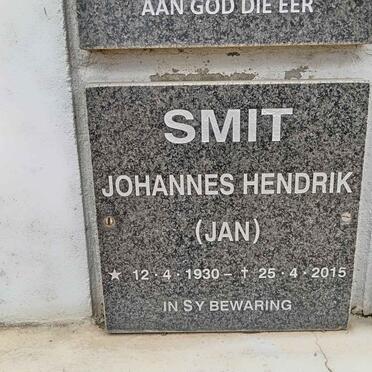 AAN GOD DIE EER
SMIT
JOHANNES HENDRIK
(JAN)
★ 12·4·1930 – † 25·4·2015
IN SY BEWARING